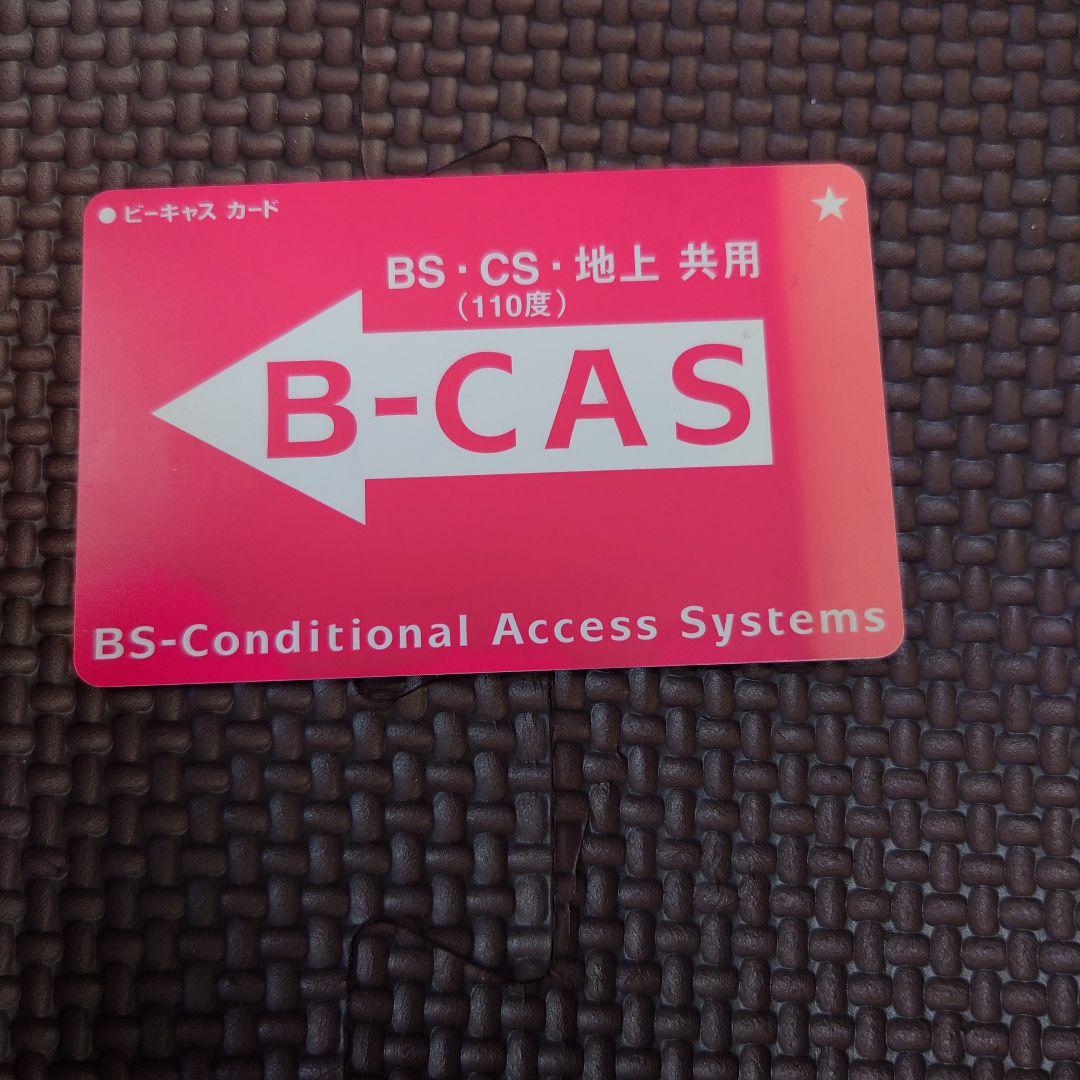 ● ビーキャス カード
★
BS・CS・地上 共用
(110度)
B-CAS
BS-Conditional Access Systems